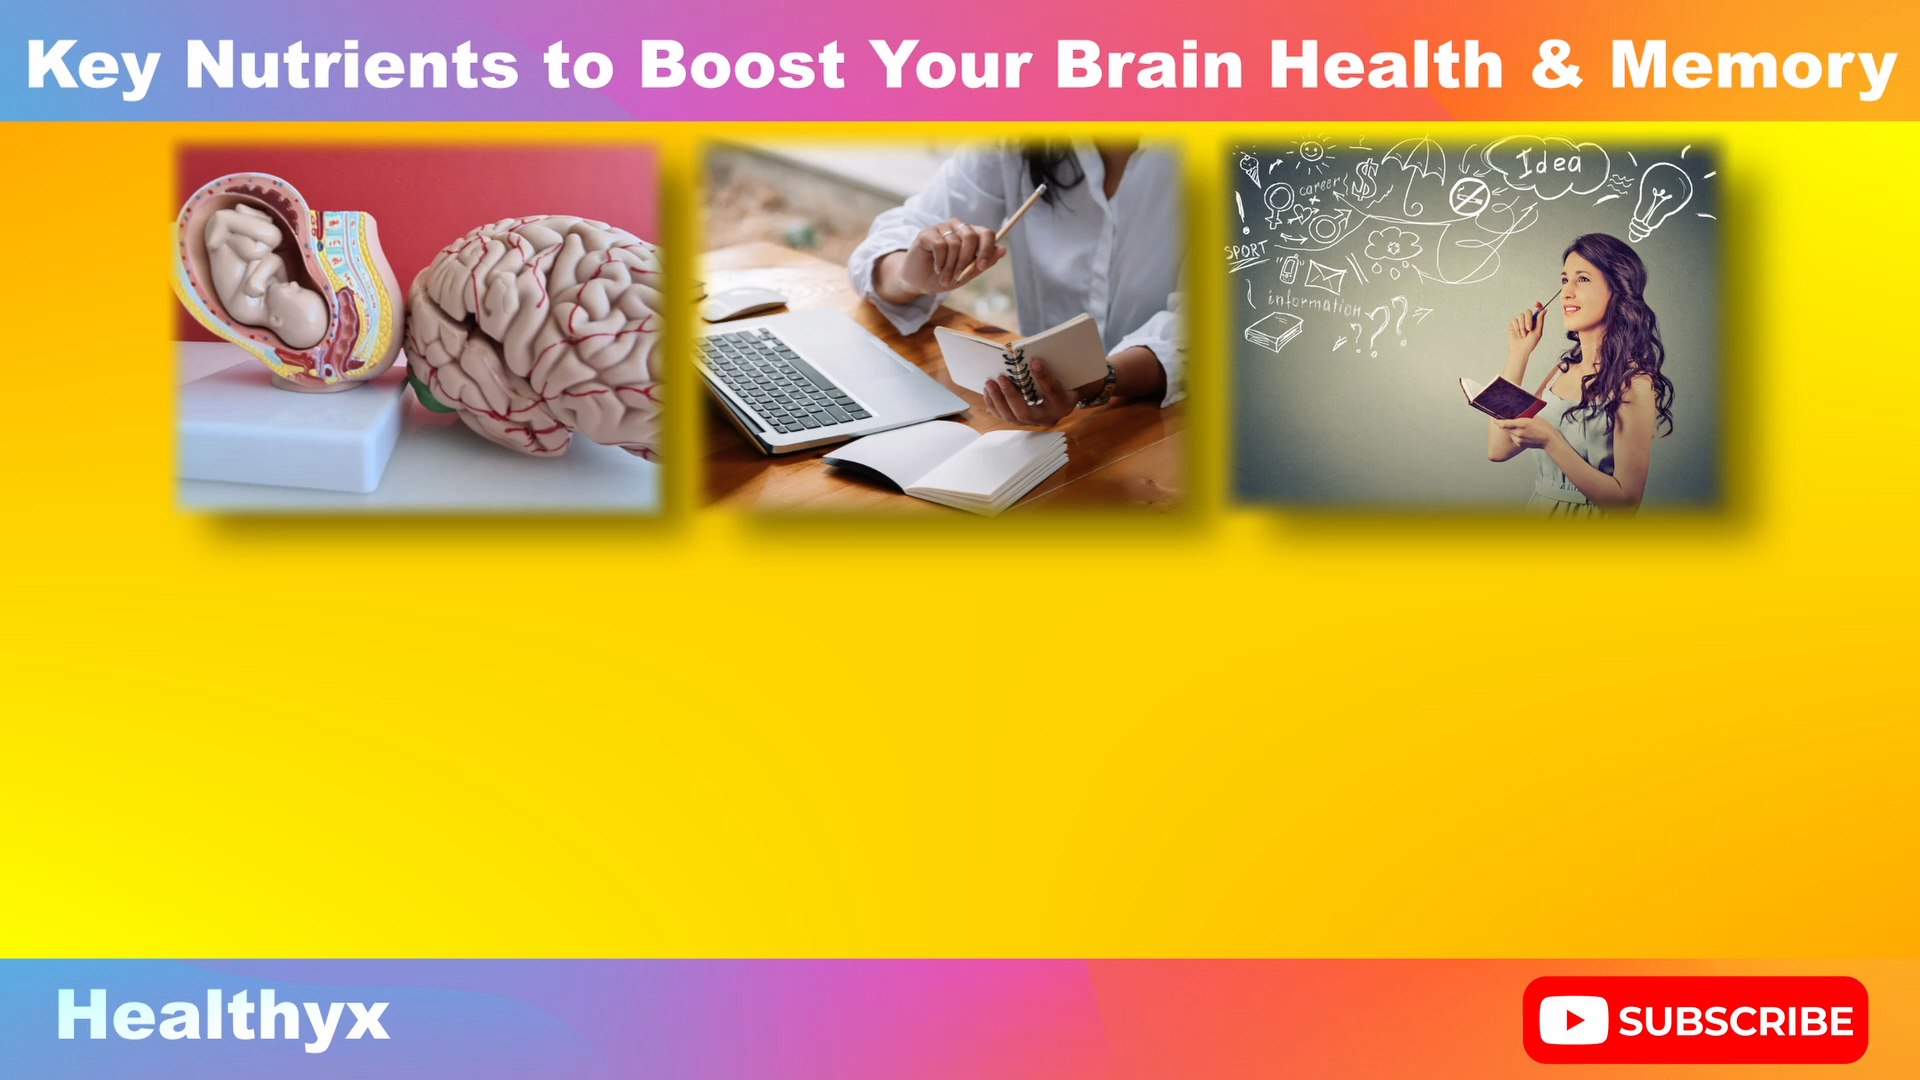 Key Nutrients to Boost Your Brain Health & Memory
Idea
career
SPORT
information
Healthyx
SUBSCRIBE